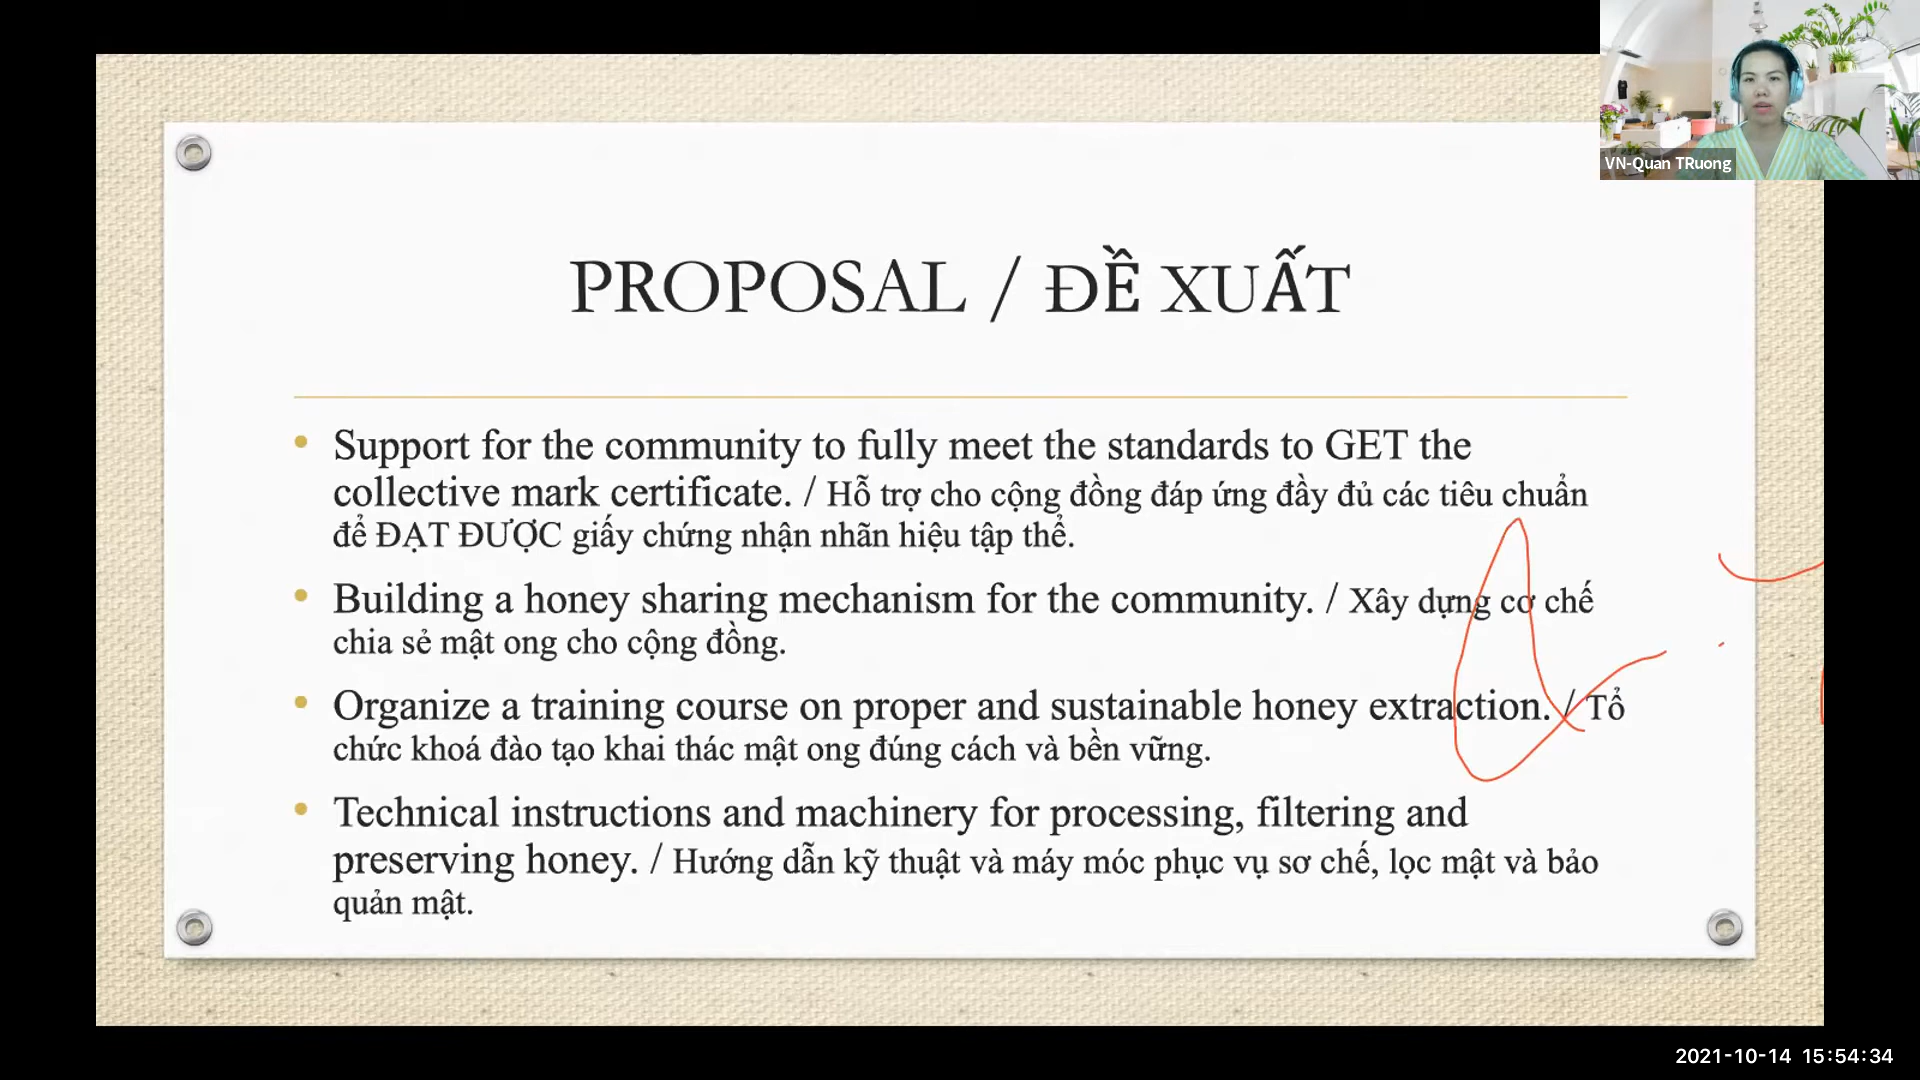 VN-Quan TRuong
PROPOSAL / ĐỀ XUẤT
• Support for the community to fully meet the standards to GET the
collective mark certificate. / Hỗ trợ cho cộng đồng đáp ứng đầy đủ các tiêu chuẩn
để ĐẠT ĐƯỢC giấy chứng nhận nhãn hiệu tập thể.
• Building a honey sharing mechanism for the community. / Xây dựng cơ chế
chia sẻ mật ong cho cộng đồng.
• Organize a training course on proper and sustainable honey extraction. / Tổ
chức khoá đào tạo khai thác mật ong đúng cách và bền vững.
• Technical instructions and machinery for processing, filtering and
preserving honey. / Hướng dẫn kỹ thuật và máy móc phục vụ sơ chế, lọc mật và bảo
quản mật.
2021-10-14 15:54:34